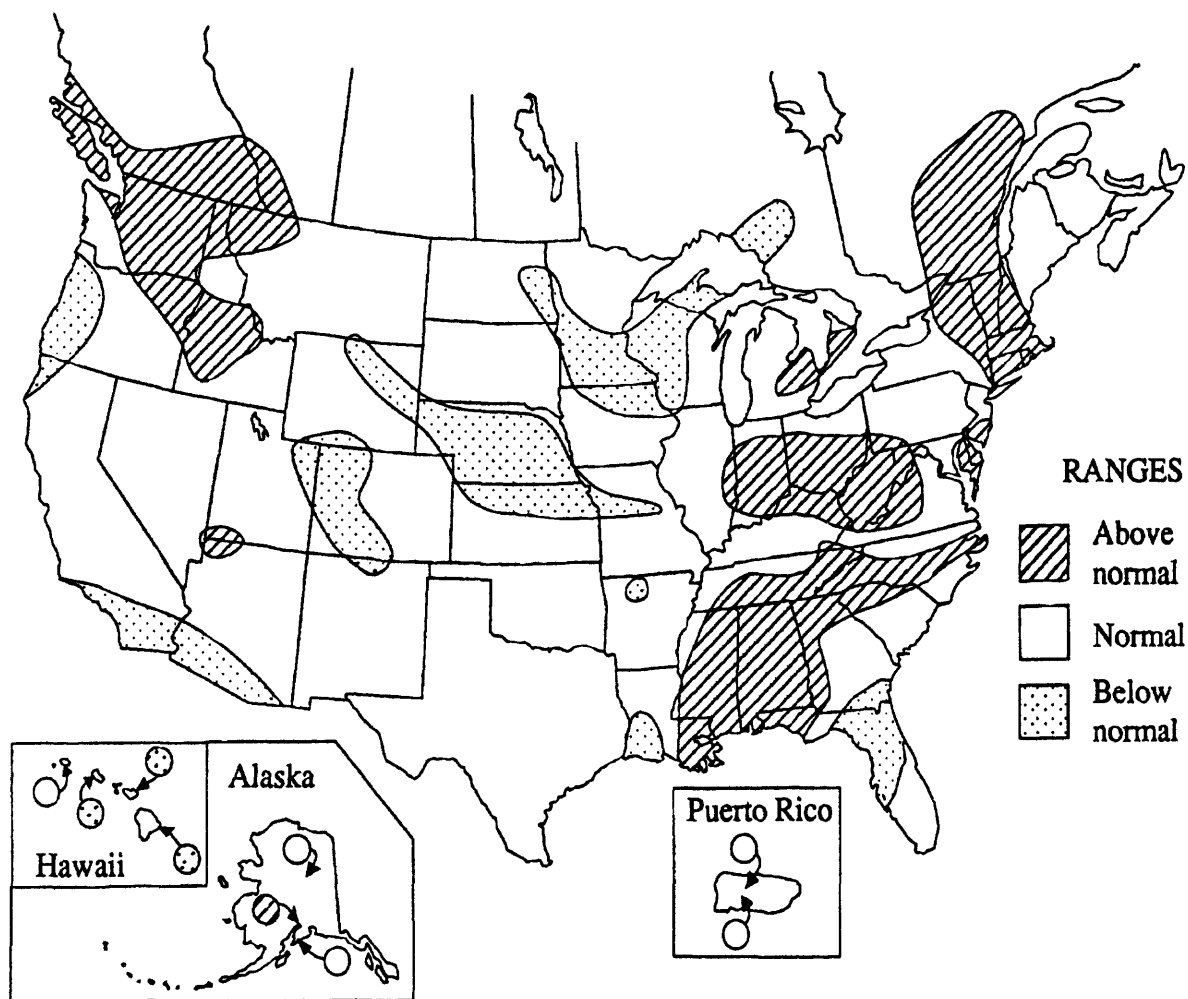 RANGES
Above
normal
Normal
Below
normal
Alaska
Hawaii
Puerto Rico